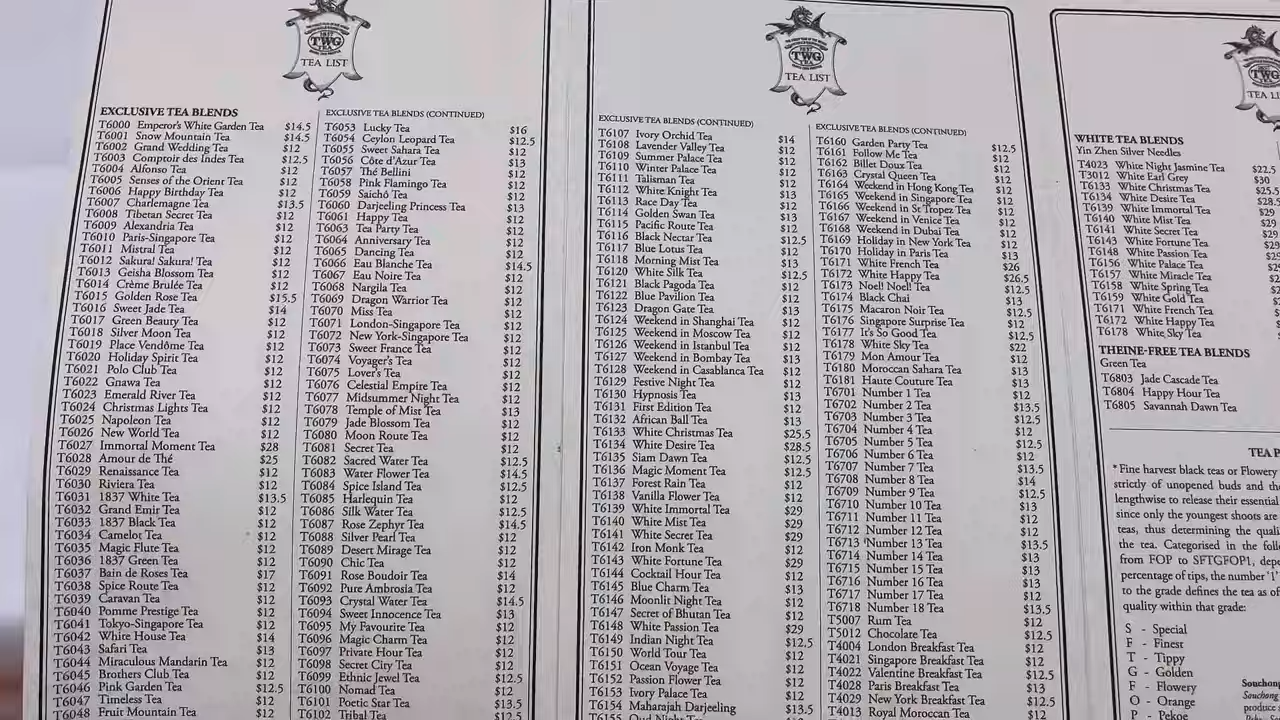 TWG
TEA LIST
EXCLUSIVE TEA BLENDS
T6000 Emperor's White Garden Tea $14.5
T6001 Snow Mountain Tea $14.5
T6002 Grand Wedding Tea $12
T6003 Comptoir des Indes Tea $12.5
T6004 Alfonso Tea $12
T6005 Senses of the Orient Tea $12
T6006 Happy Birthday Tea $12
T6007 Charlemagne Tea $13.5
T6008 Tibetan Secret Tea $12
T6009 Alexandria Tea $12
T6010 Paris-Singapore Tea $12
T6011 Mistral Tea $12
T6012 Sakura! Sakura! Tea $12
T6013 Geisha Blossom Tea $12
T6014 Crème Brulée Tea $12
T6015 Golden Rose Tea $15.5
T6016 Sweet Jade Tea $14
T6017 Green Beauty Tea $12
T6018 Silver Moon Tea $12
T6019 Place Vendôme Tea $12
T6020 Holiday Spirit Tea $12
T6021 Polo Club Tea $12
T6022 Gnawa Tea $12
T6023 Emerald River Tea $12
T6024 Christmas Lights Tea $12
T6025 Napoleon Tea $12
T6026 New World Tea $12
T6027 Immortal Moment Tea $28
T6028 Amour de Thé $25
T6029 Renaissance Tea $12
T6030 Riviera Tea $12
T6031 1837 White Tea $13.5
T6032 Grand Emir Tea $12
T6033 1837 Black Tea $12
T6034 Camelot Tea $12
T6035 Magic Flute Tea $12
T6036 1837 Green Tea $12
T6037 Bain de Roses Tea $17
T6038 Spice Route Tea $12
T6039 Caravan Tea $12
T6040 Pomme Prestige Tea $12
T6041 Tokyo-Singapore Tea $12
T6042 White House Tea $14
T6043 Safari Tea $13
T6044 Miraculous Mandarin Tea $12
T6045 Brothers Club Tea $12
T6046 Pink Garden Tea $12.5
T6047 Timeless Tea $12
T6048 Fruit Mountain Tea $12
EXCLUSIVE TEA BLENDS (CONTINUED)
T6053 Lucky Tea $16
T6054 Ceylon Leopard Tea $12.5
T6055 Sweet Sahara Tea $12
T6056 Côte d'Azur Tea $13
T6057 Thé Bellini $12
T6058 Pink Flamingo Tea $12
T6059 Saichō Tea $12
T6060 Darjeeling Princess Tea $13
T6061 Happy Tea $12
T6063 Tea Party Tea $12
T6064 Anniversary Tea $12
T6065 Dancing Tea $12
T6066 Eau Blanche Tea $14.5
T6067 Eau Noire Tea $12
T6068 Nargila Tea $12
T6069 Dragon Warrior Tea $12
T6070 Miss Tea $12
T6071 London-Singapore Tea $12
T6072 New York-Singapore Tea $12
T6073 Sweet France Tea $12
T6074 Voyager's Tea $12
T6075 Lover's Tea $12
T6076 Celestial Empire Tea $12
T6077 Midsummer Night Tea $12
T6078 Temple of Mist Tea $13
T6079 Jade Blossom Tea $12
T6080 Moon Route Tea $12
T6081 Secret Tea $12
T6082 Sacred Water Tea $12.5
T6083 Water Flower Tea $14.5
T6084 Spice Island Tea $12.5
T6085 Harlequin Tea $12
T6086 Silk Water Tea $12.5
T6087 Rose Zephyr Tea $14.5
T6088 Silver Pearl Tea $12
T6089 Desert Mirage Tea $12
T6090 Chic Tea $12
T6091 Rose Boudoir Tea $14
T6092 Pure Ambrosia Tea $12
T6093 Crystal Water Tea $14.5
T6094 Sweet Innocence Tea $13
T6095 My Favourite Tea $12
T6096 Magic Charm Tea $12
T6097 Private Hour Tea $12
T6098 Secret City Tea $12
T6099 Ethnic Jewel Tea $12.5
T6100 Nomad Tea $12
T6101 Poetic Star Tea $13.5
T6102 Tribal Tea $12.5
TWG
TEA LIST
EXCLUSIVE TEA BLENDS (CONTINUED)
T6107 Ivory Orchid Tea $14
T6108 Lavender Valley Tea $12
T6109 Summer Palace Tea $12
T6110 Winter Palace Tea $12
T6111 Talisman Tea $12
T6112 White Knight Tea $13
T6113 Race Day Tea $12
T6114 Golden Swan Tea $13
T6115 Pacific Route Tea $12
T6116 Black Nectar Tea $12.5
T6117 Blue Lotus Tea $12
T6118 Morning Mist Tea $13
T6120 White Silk Tea $12.5
T6121 Black Pagoda Tea $12
T6122 Blue Pavilion Tea $12
T6123 Dragon Gate Tea $13
T6124 Weekend in Shanghai Tea $12
T6125 Weekend in Moscow Tea $12
T6126 Weekend in Istanbul Tea $12
T6127 Weekend in Bombay Tea $13
T6128 Weekend in Casablanca Tea $12
T6129 Festive Night Tea $12.5
T6130 Hypnosis Tea $13
T6131 First Edition Tea $12
T6132 African Ball Tea $13
T6133 White Christmas Tea $25.5
T6134 White Desire Tea $28.5
T6135 Siam Dawn Tea $12.5
T6136 Magic Moment Tea $12.5
T6137 Forest Rain Tea $12
T6138 Vanilla Flower Tea $12
T6139 White Immortal Tea $29
T6140 White Mist Tea $29
T6141 White Secret Tea $29
T6142 Iron Monk Tea $12
T6143 White Fortune Tea $29
T6144 Cocktail Hour Tea $12
T6145 Blue Charm Tea $12
T6146 Moonlit Night Tea $12
T6147 Secret of Bhutan Tea $12
T6148 White Passion Tea $29
T6149 Indian Night Tea $12.5
T6150 World Tour Tea $12
T6151 Ocean Voyage Tea $12
T6152 Passion Flower Tea $12
T6153 Ivory Palace Tea $12
T6154 Maharajah Darjeeling $13.5
T6155 Oud Night Tea
EXCLUSIVE TEA BLENDS (CONTINUED)
T6160 Garden Party Tea $12.5
T6161 Follow Me Tea $12
T6162 Billet Doux Tea $12
T6163 Crystal Queen Tea $12
T6164 Weekend in Hong Kong Tea $12
T6165 Weekend in Singapore Tea $12
T6166 Weekend in St Tropez Tea $12
T6167 Weekend in Venice Tea $12
T6168 Weekend in Dubai Tea $12
T6169 Holiday in New York Tea $12
T6170 Holiday in Paris Tea $13
T6171 White French Tea $26
T6172 White Happy Tea $26.5
T6173 Noel! Noel! Tea $12.5
T6174 Black Chai $13
T6175 Macaron Noir Tea $12.5
T6176 Singapore Surprise Tea $12
T6177 It's So Good Tea $12.5
T6178 White Sky Tea $22
T6179 Mon Amour Tea $12
T6180 Moroccan Sahara Tea $13
T6181 Haute Couture Tea $13
T6701 Number 1 Tea $12
T6702 Number 2 Tea $13.5
T6703 Number 3 Tea $12.5
T6704 Number 4 Tea $12
T6705 Number 5 Tea $12.5
T6706 Number 6 Tea $12
T6707 Number 7 Tea $13.5
T6708 Number 8 Tea $14
T6709 Number 9 Tea $12.5
T6710 Number 10 Tea $13
T6711 Number 11 Tea $12
T6712 Number 12 Tea $13
T6713 Number 13 Tea $13.5
T6714 Number 14 Tea $13
T6715 Number 15 Tea $13
T6716 Number 16 Tea $13
T6717 Number 17 Tea $12
T6718 Number 18 Tea $13.5
T5007 Rum Tea $12
T5012 Chocolate Tea $12.5
T4004 London Breakfast Tea $12
T4021 Singapore Breakfast Tea $12
T4022 Valentine Breakfast Tea $12.5
T4028 Paris Breakfast Tea $13
T4029 New York Breakfast Tea $12.5
T4013 Royal Moroccan Tea $12
TWG
TEA LI
WHITE TEA BLENDS
Yin Zhen Silver Needles
T4023 White Night Jasmine Tea $22.5
T3012 White Earl Grey $30
T6133 White Christmas Tea $25.5
T6134 White Desire Tea $28.5
T6139 White Immortal Tea $29
T6140 White Mist Tea $29
T6141 White Secret Tea $29
T6143 White Fortune Tea $29
T6148 White Passion Tea $29
T6156 White Palace Tea
T6157 White Miracle Tea
T6158 White Spring Tea
T6159 White Gold Tea
T6171 White French Tea
T6172 White Happy Tea
T6178 White Sky Tea
THEINE-FREE TEA BLENDS
Green Tea
T6803 Jade Cascade Tea
T6804 Happy Hour Tea
T6805 Savannah Dawn Tea
TEA P
* Fine harvest black teas or Flowery
strictly of unopened buds and the
lengthwise to release their essential
since only the youngest shoots are
teas, thus determining the quali
the tea. Categorised in the foll
from FOP to SFTGFOP1, depe
percentage of tips, the number '1'
to the grade defines the tea as of
quality within that grade:
S - Special
F - Finest
T - Tippy
G - Golden
F - Flowery
O - Orange
P - Pekoe
Souchong
produce